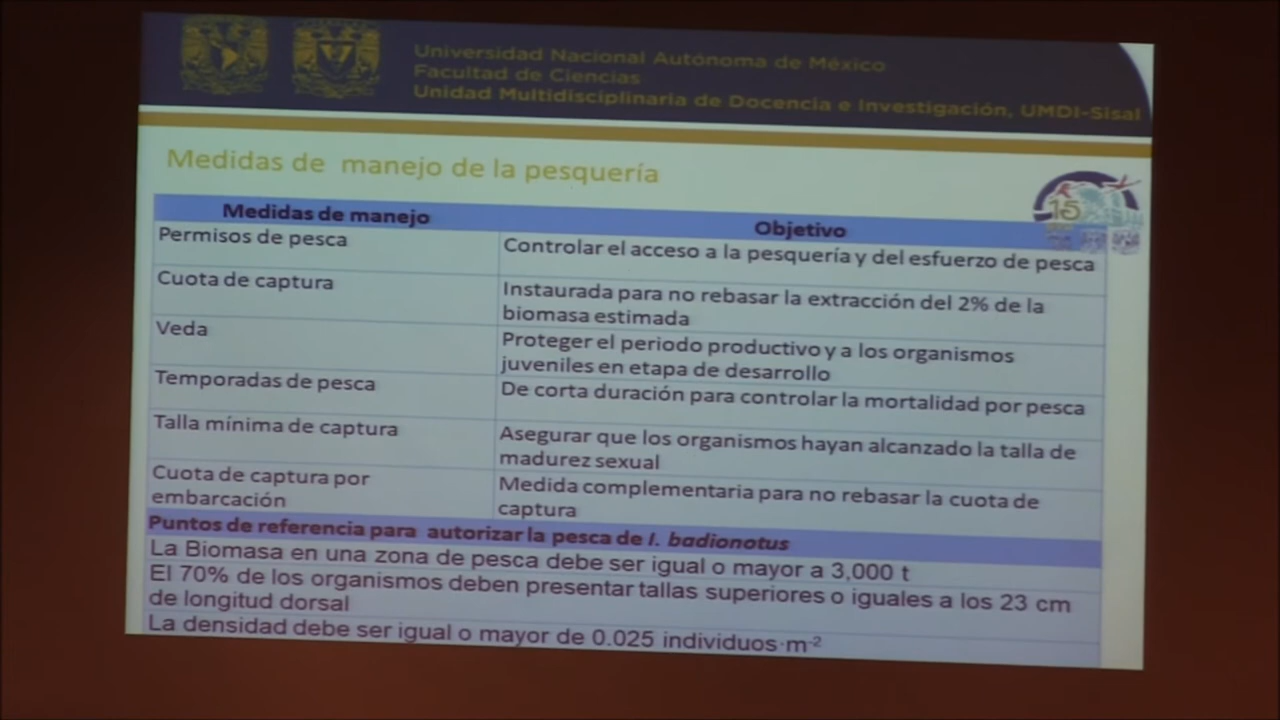 Universidad Nacional Autónoma de México
Facultad de Ciencias
Unidad Multidisciplinaria de Docencia e Investigación, UMDI-Sisal
Medidas de manejo de la pesquería
15
Medidas de manejo
Objetivo
Permisos de pesca
Controlar el acceso a la pesquería y del esfuerzo de pesca
Cuota de captura
Instaurada para no rebasar la extracción del 2% de la
biomasa estimada
Veda
Proteger el periodo productivo y a los organismos
juveniles en etapa de desarrollo
Temporadas de pesca
De corta duración para controlar la mortalidad por pesca
Talla mínima de captura
Asegurar que los organismos hayan alcanzado la talla de
madurez sexual
Cuota de captura por
embarcación
Medida complementaria para no rebasar la cuota de
captura
Puntos de referencia para autorizar la pesca de I. badionotus
La Biomasa en una zona de pesca debe ser igual o mayor a 3,000 t
El 70% de los organismos deben presentar tallas superiores o iguales a los 23 cm
de longitud dorsal
La densidad debe ser igual o mayor de 0.025 individuos·m⁻²